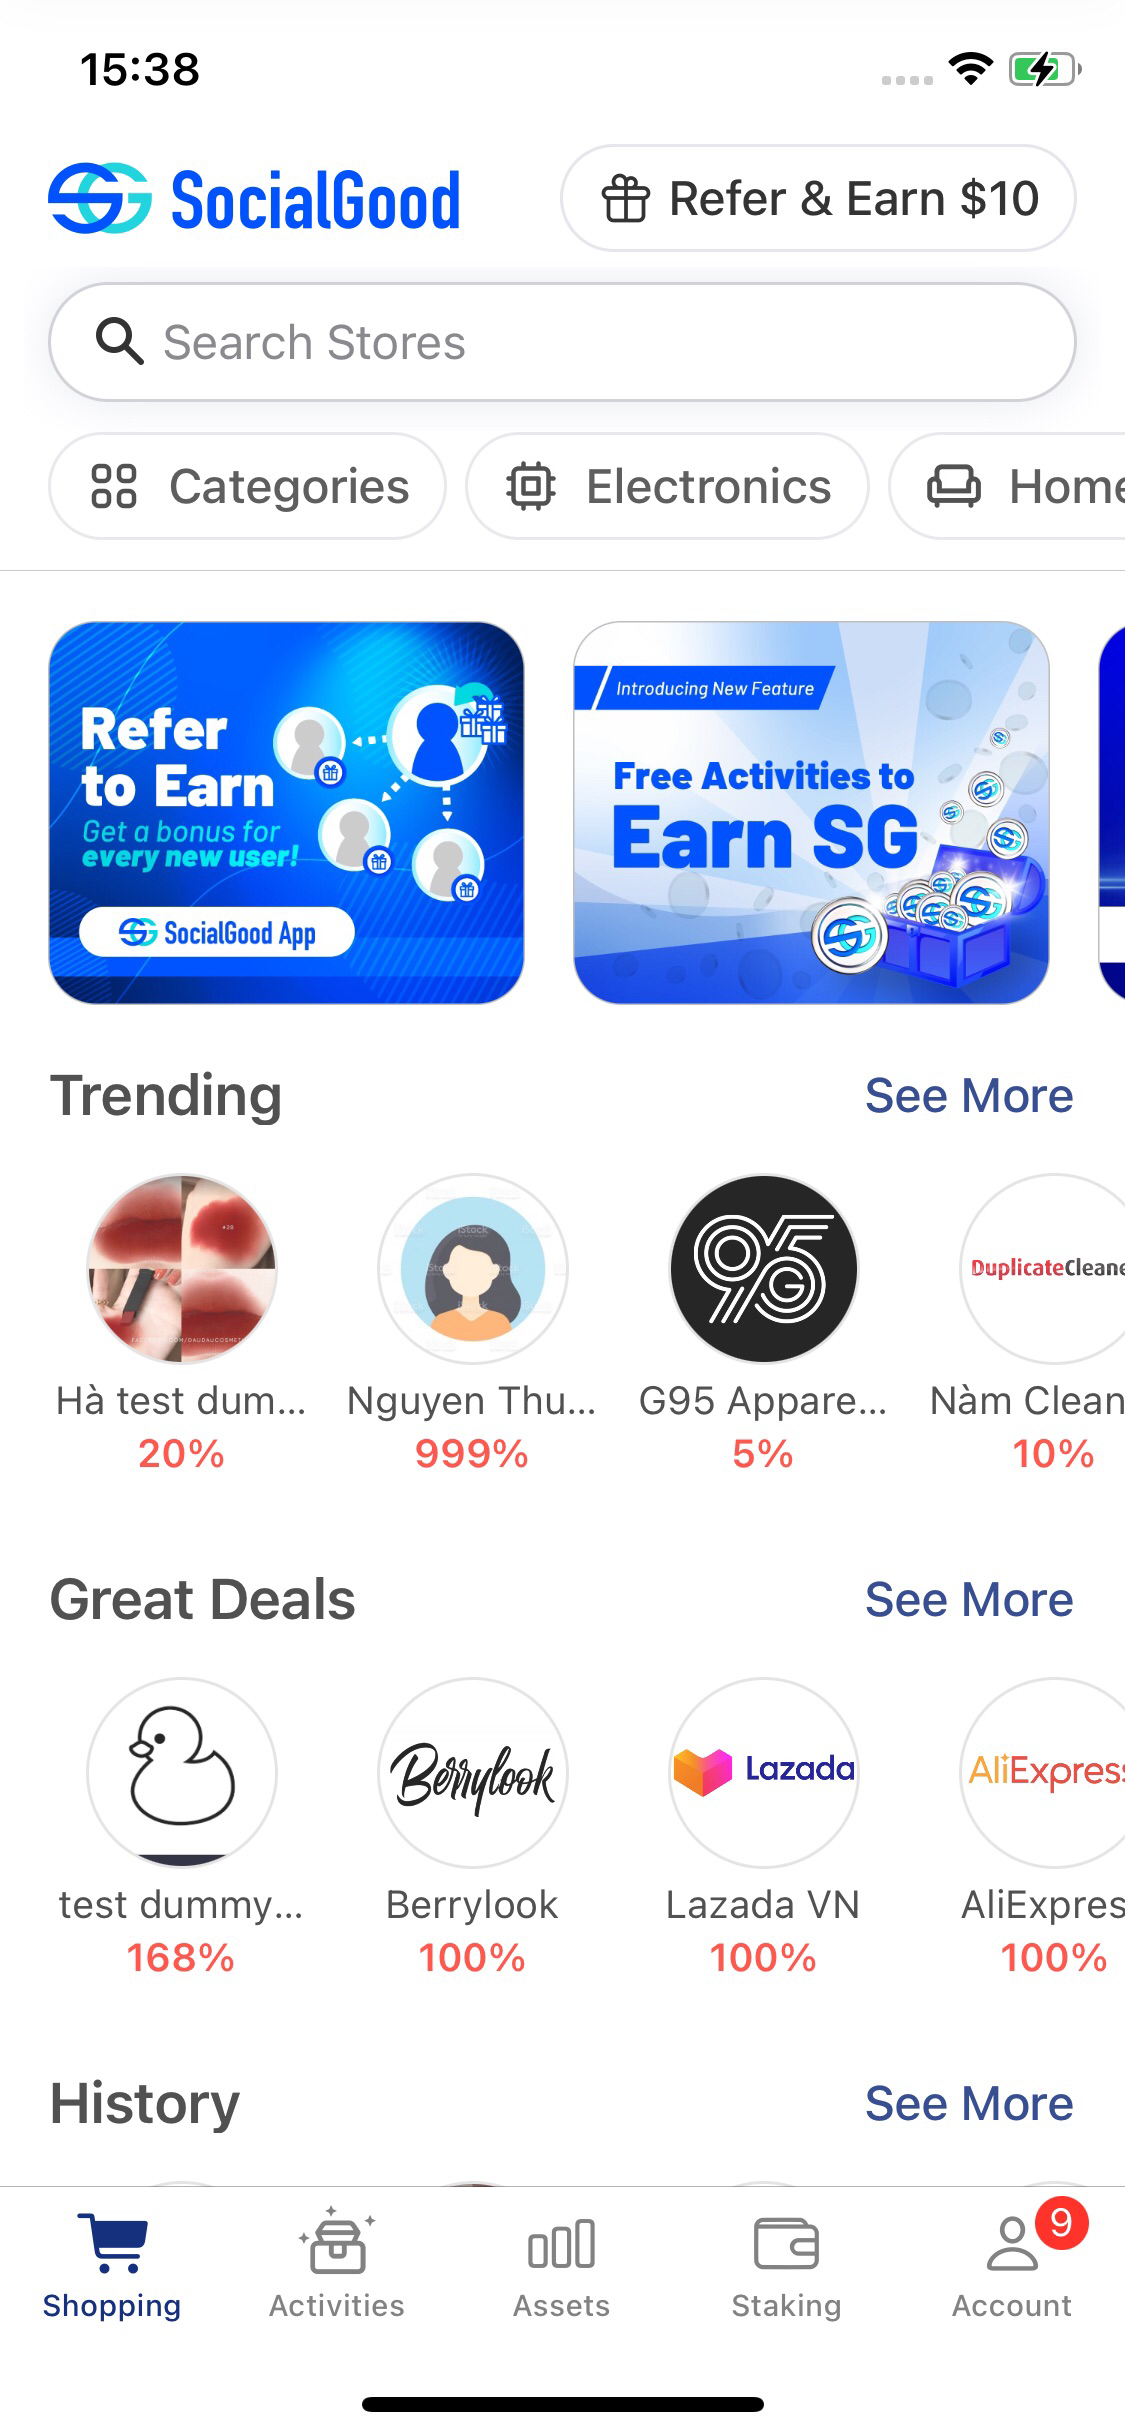 15:38
SocialGood
Refer & Earn $10
Search Stores
Categories
Electronics
Home
Refer
to Earn
Get a bonus for
every new user!
SocialGood App
Introducing New Feature
Free Activities to
Earn SG
Trending
See More
iStock
95
G
DuplicateCleane
Hà test dum...
Nguyen Thu...
G95 Appare...
Nàm Clean
20%
999%
5%
10%
Great Deals
See More
Berrylook
Lazada
AliExpress
test dummy...
Berrylook
Lazada VN
AliExpres
168%
100%
100%
100%
History
See More
9
Shopping
Activities
Assets
Staking
Account